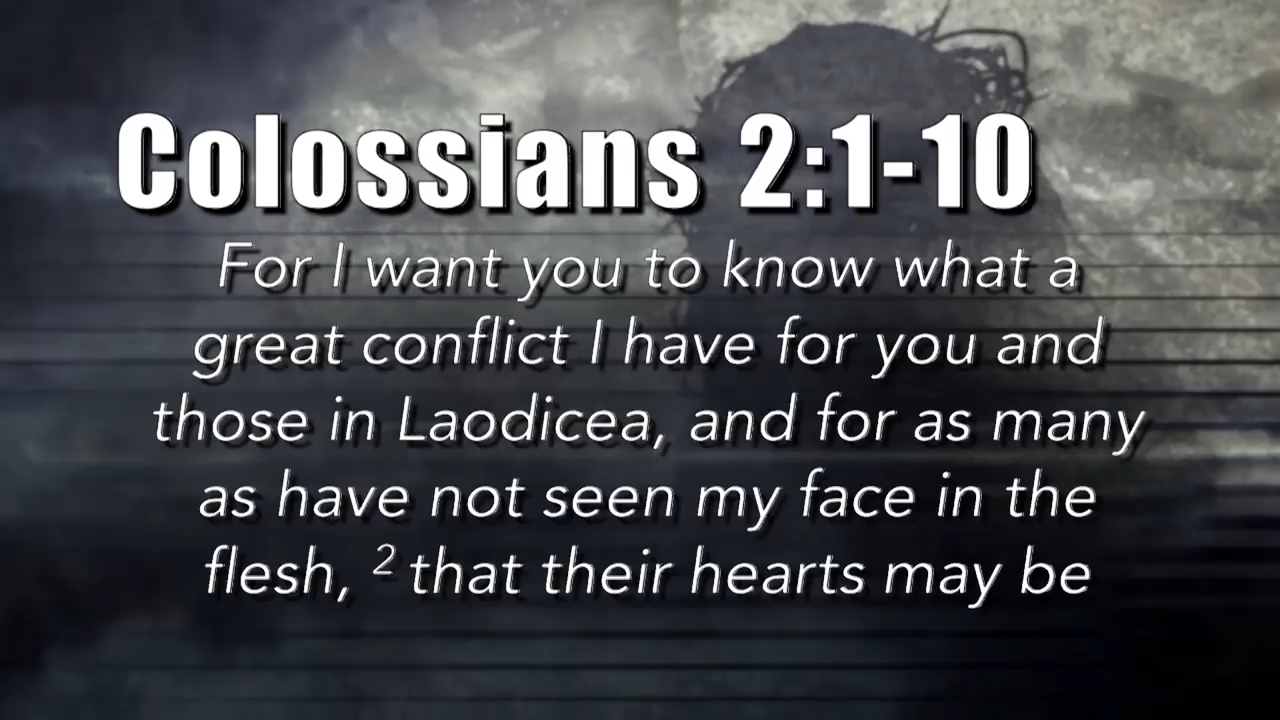 Colossians 2:1-10
For I want you to know what a
great conflict I have for you and
those in Laodicea, and for as many
as have not seen my face in the
flesh, ² that their hearts may be